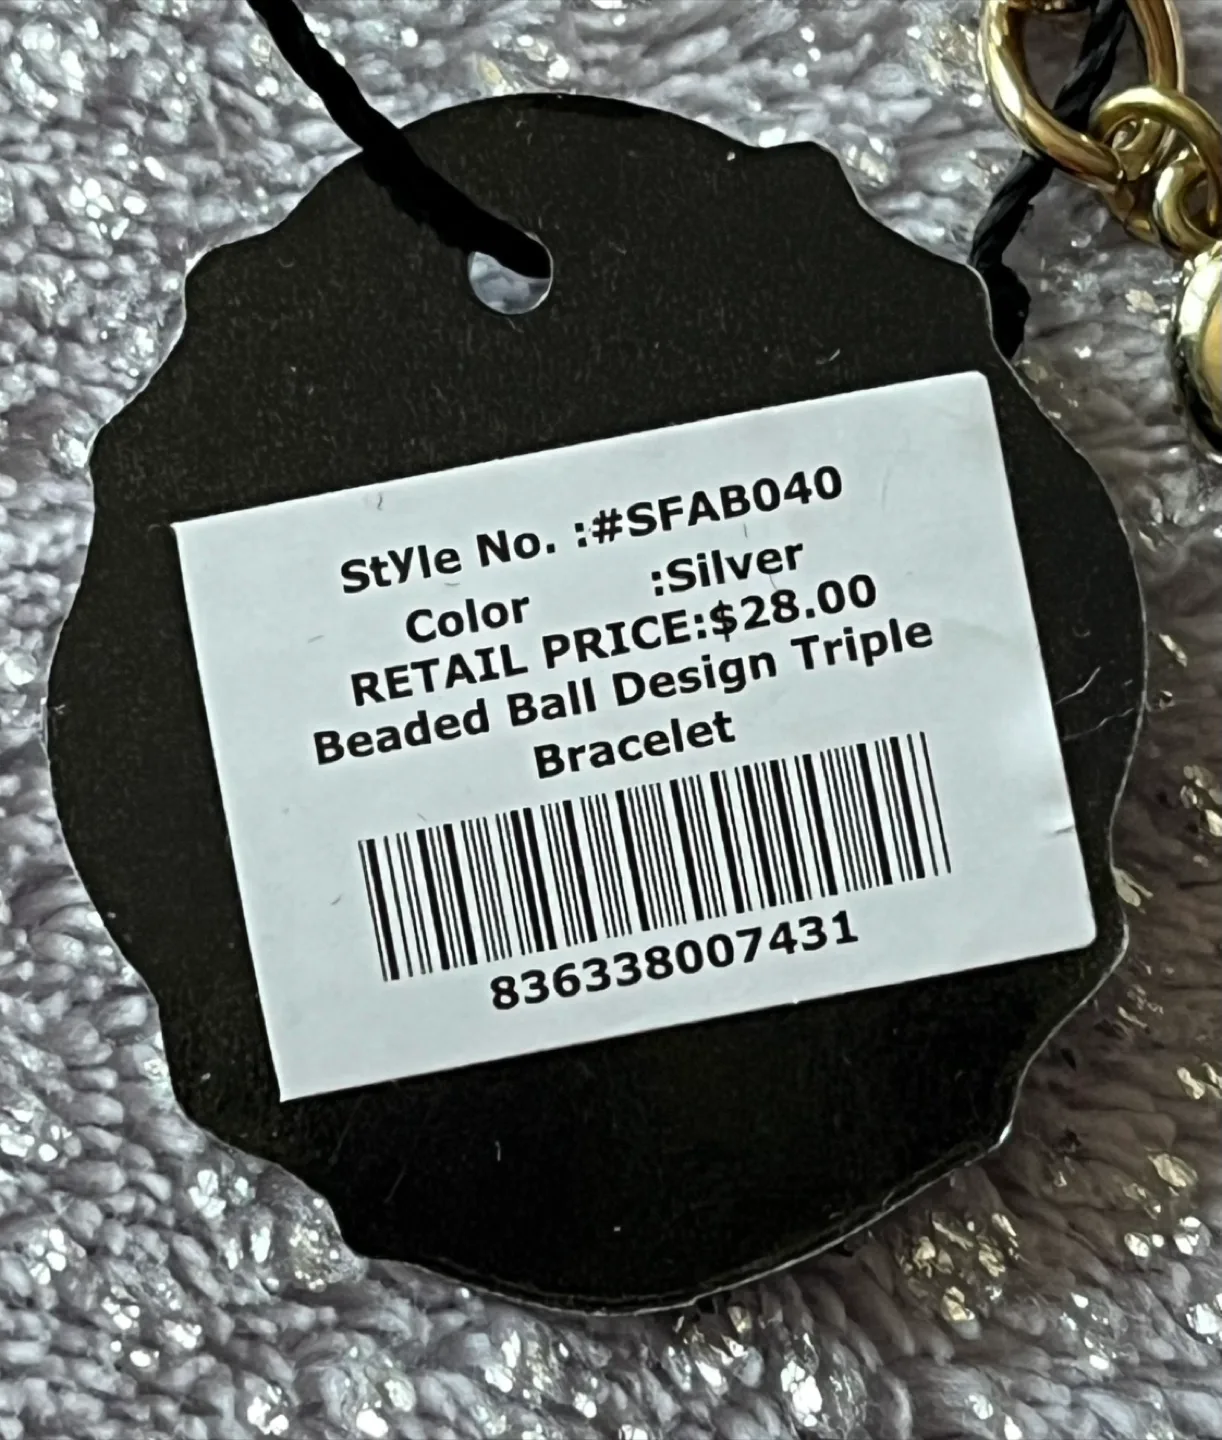 Style No. :#SFAB040
Color :Silver
RETAIL PRICE:$28.00
Beaded Ball Design Triple
Bracelet
836338007431